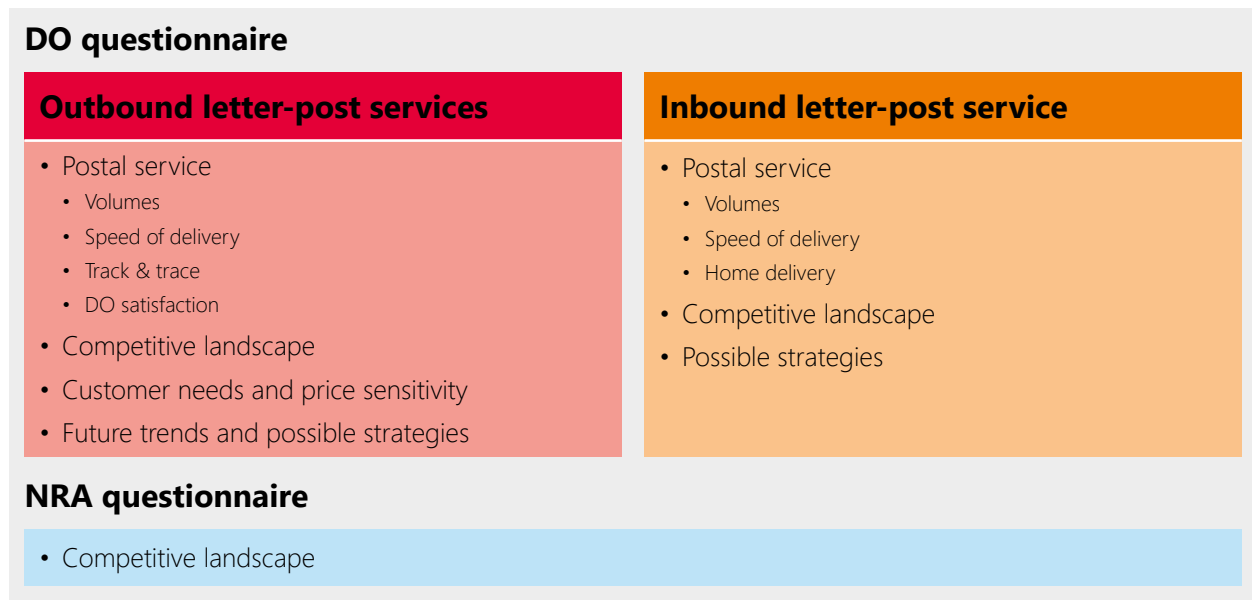 DO questionnaire
Outbound letter-post services
• Postal service
• Volumes
• Speed of delivery
• Track & trace
• DO satisfaction
• Competitive landscape
• Customer needs and price sensitivity
• Future trends and possible strategies
Inbound letter-post service
• Postal service
• Volumes
• Speed of delivery
• Home delivery
• Competitive landscape
• Possible strategies
NRA questionnaire
• Competitive landscape